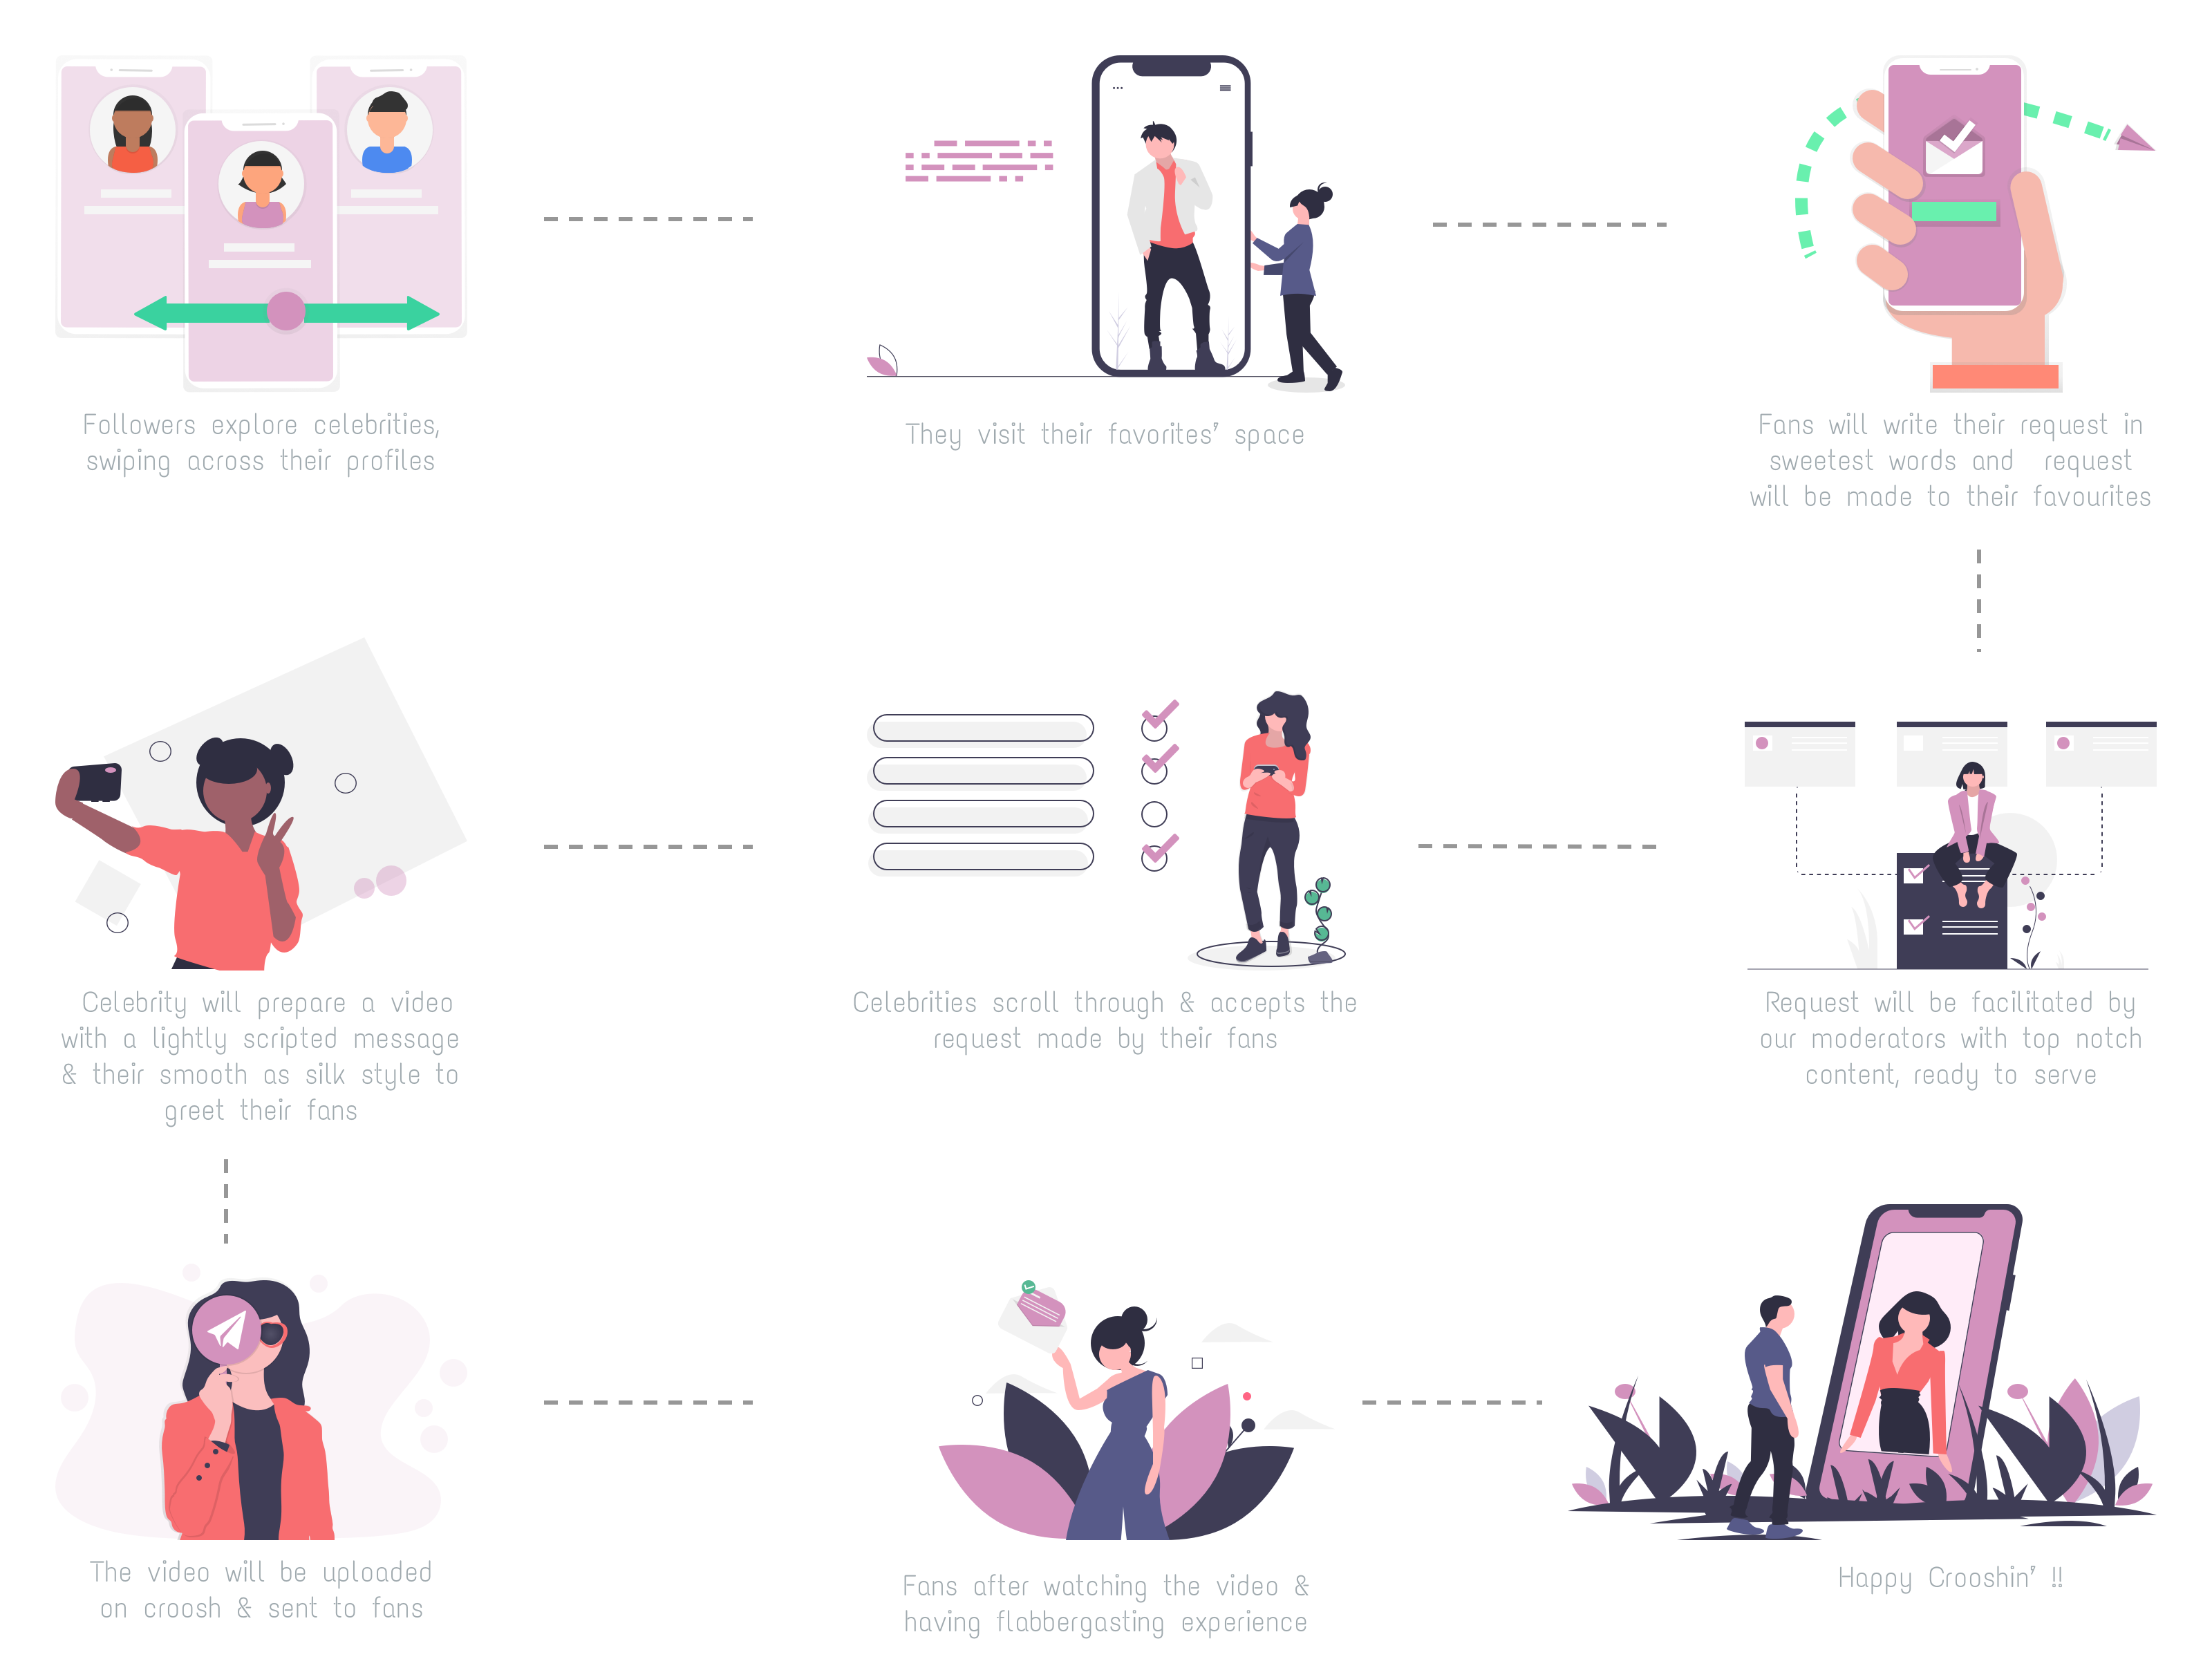 Followers explore celebrities,
swiping across their profiles
They visit their favorites’ space
Fans will write their request in
sweetest words and request
will be made to their favourites
Request will be facilitated by
our moderators with top notch
content, ready to serve
Celebrities scroll through & accepts the
request made by their fans
Celebrity will prepare a video
with a lightly scripted message
& their smooth as silk style to
greet their fans
The video will be uploaded
on croosh & sent to fans
Fans after watching the video &
having flabbergasting experience
Happy Crooshin’ !!